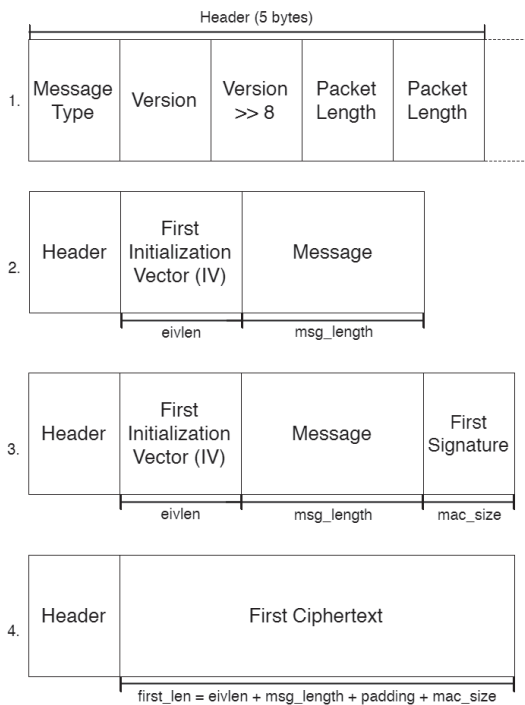 Header (5 bytes)
1.
Message
Type
Version
Version
>> 8
Packet
Length
Packet
Length
2.
Header
First
Initialization
Vector (IV)
Message
eivlen
msg_length
3.
Header
First
Initialization
Vector (IV)
Message
First
Signature
eivlen
msg_length
mac_size
4.
Header
First Ciphertext
first_len = eivlen + msg_length + padding + mac_size